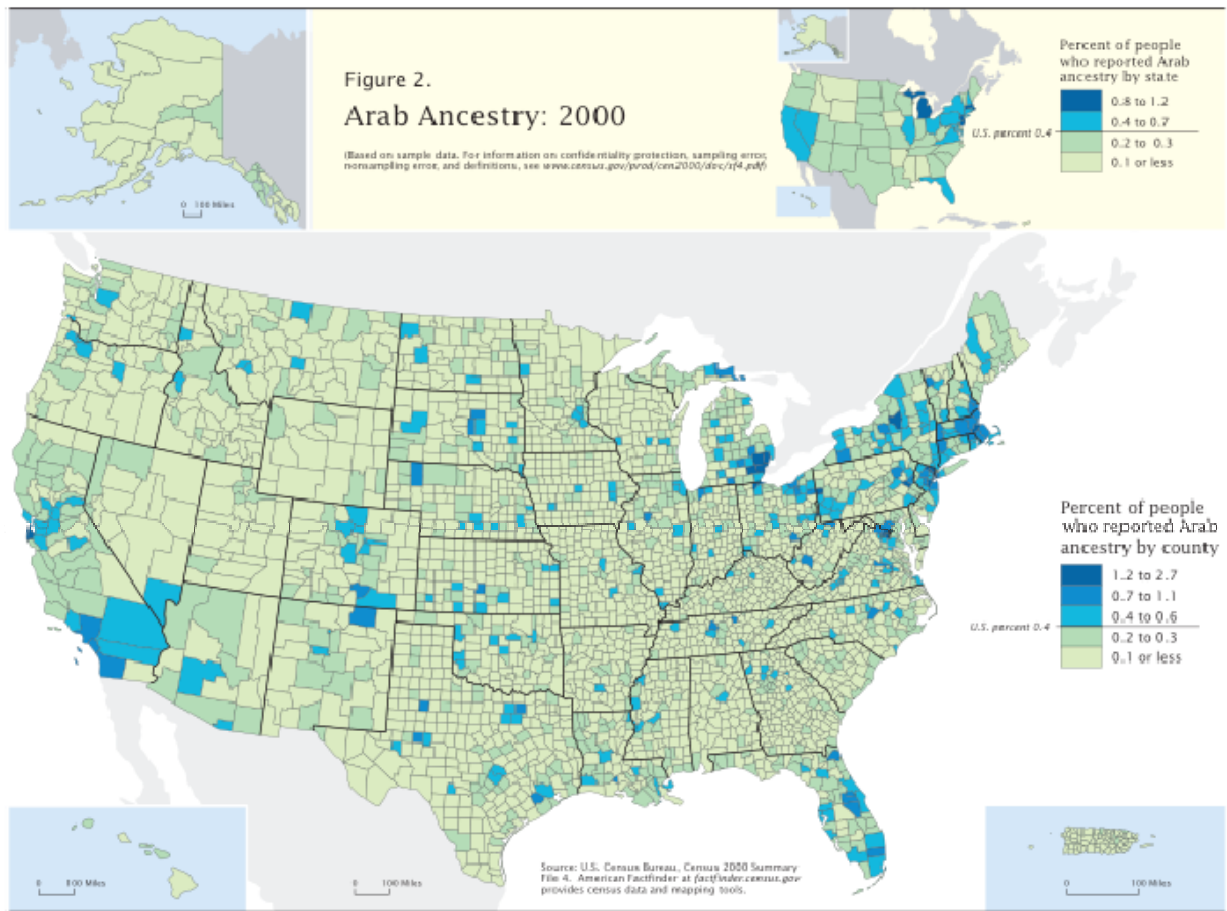 Figure 2.
Arab Ancestry: 2000
(Based on sample data. For information on confidentiality protection, sampling error,
nonsampling error, and definitions, see www.census.gov/prod/cen2000/doc/sf4.pdf)
0 100 Miles
Percent of people
who reported Arab
ancestry by state
0.8 to 1.2
0.4 to 0.7
U.S. percent 0.4
0.2 to 0.3
0.1 or less
Percent of people
who reported Arab
ancestry by county
1.2 to 2.7
0.7 to 1.1
0.4 to 0.6
U.S. percent 0.4
0.2 to 0.3
0.1 or less
0 100 Miles
0 100 Miles
Source: U.S. Census Bureau, Census 2000 Summary
File 4. American Factfinder at factfinder.census.gov
provides census data and mapping tools.
0 100 Miles